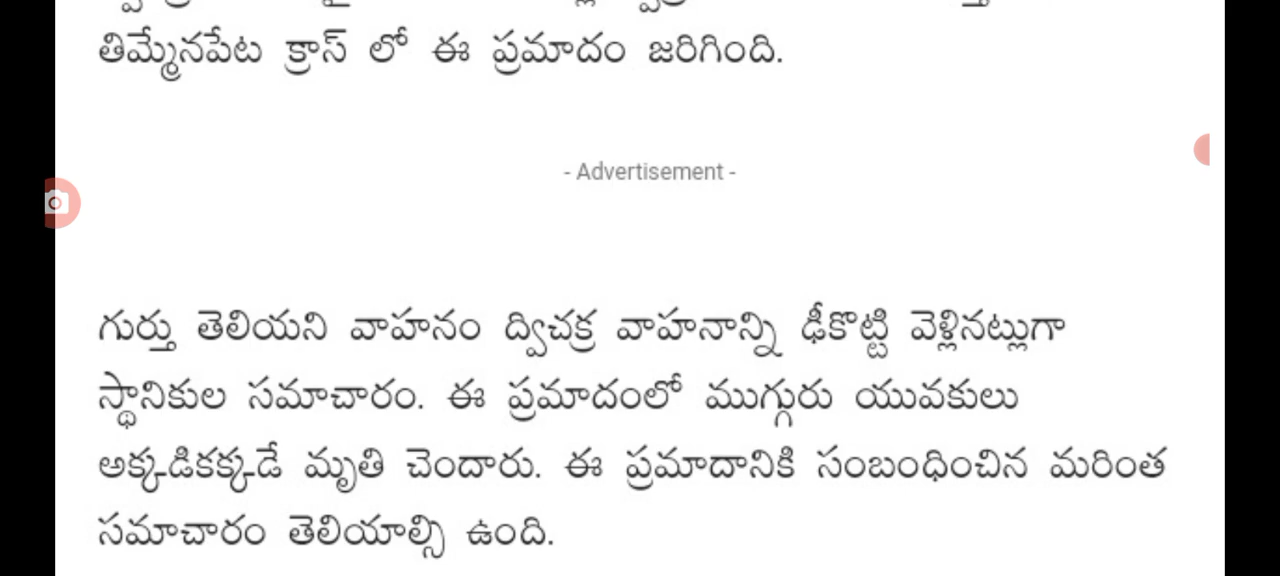 తిమ్మేనపేట క్రాస్ లో ఈ ప్రమాదం జరిగింది.
- Advertisement -
గుర్తు తెలియని వాహనం ద్విచక్ర వాహనాన్ని ఢీకొట్టి వెళ్లినట్లుగా
స్థానికుల సమాచారం. ఈ ప్రమాదంలో ముగ్గురు యువకులు
అక్కడికక్కడే మృతి చెందారు. ఈ ప్రమాదానికి సంబంధించిన మరింత
సమాచారం తెలియాల్సి ఉంది.